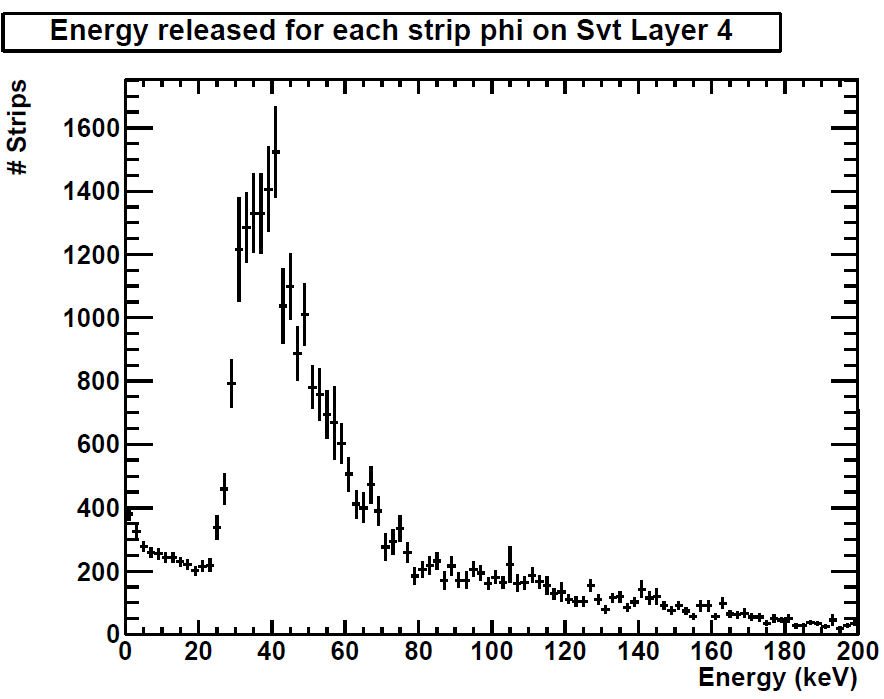 Energy released for each strip phi on Svt Layer 4
# Strips
1600
1400
1200
1000
800
600
400
200
0
0 20 40 60 80 100 120 140 160 180 200
Energy (keV)